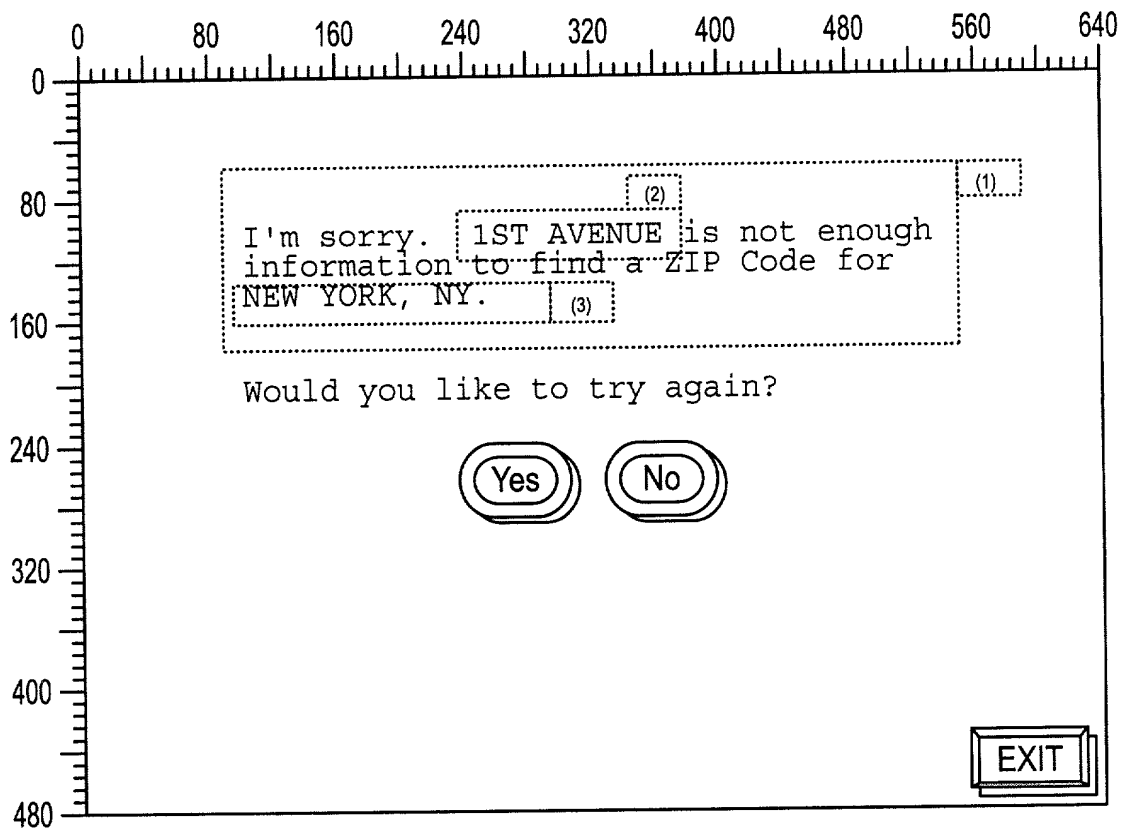 0 80 160 240 320 400 480 560 640
0
(1)
(2)
80
I'm sorry. 1ST AVENUE is not enough
information to find a ZIP Code for
NEW YORK, NY. (3)
160
Would you like to try again?
240
Yes No
320
400
EXIT
480